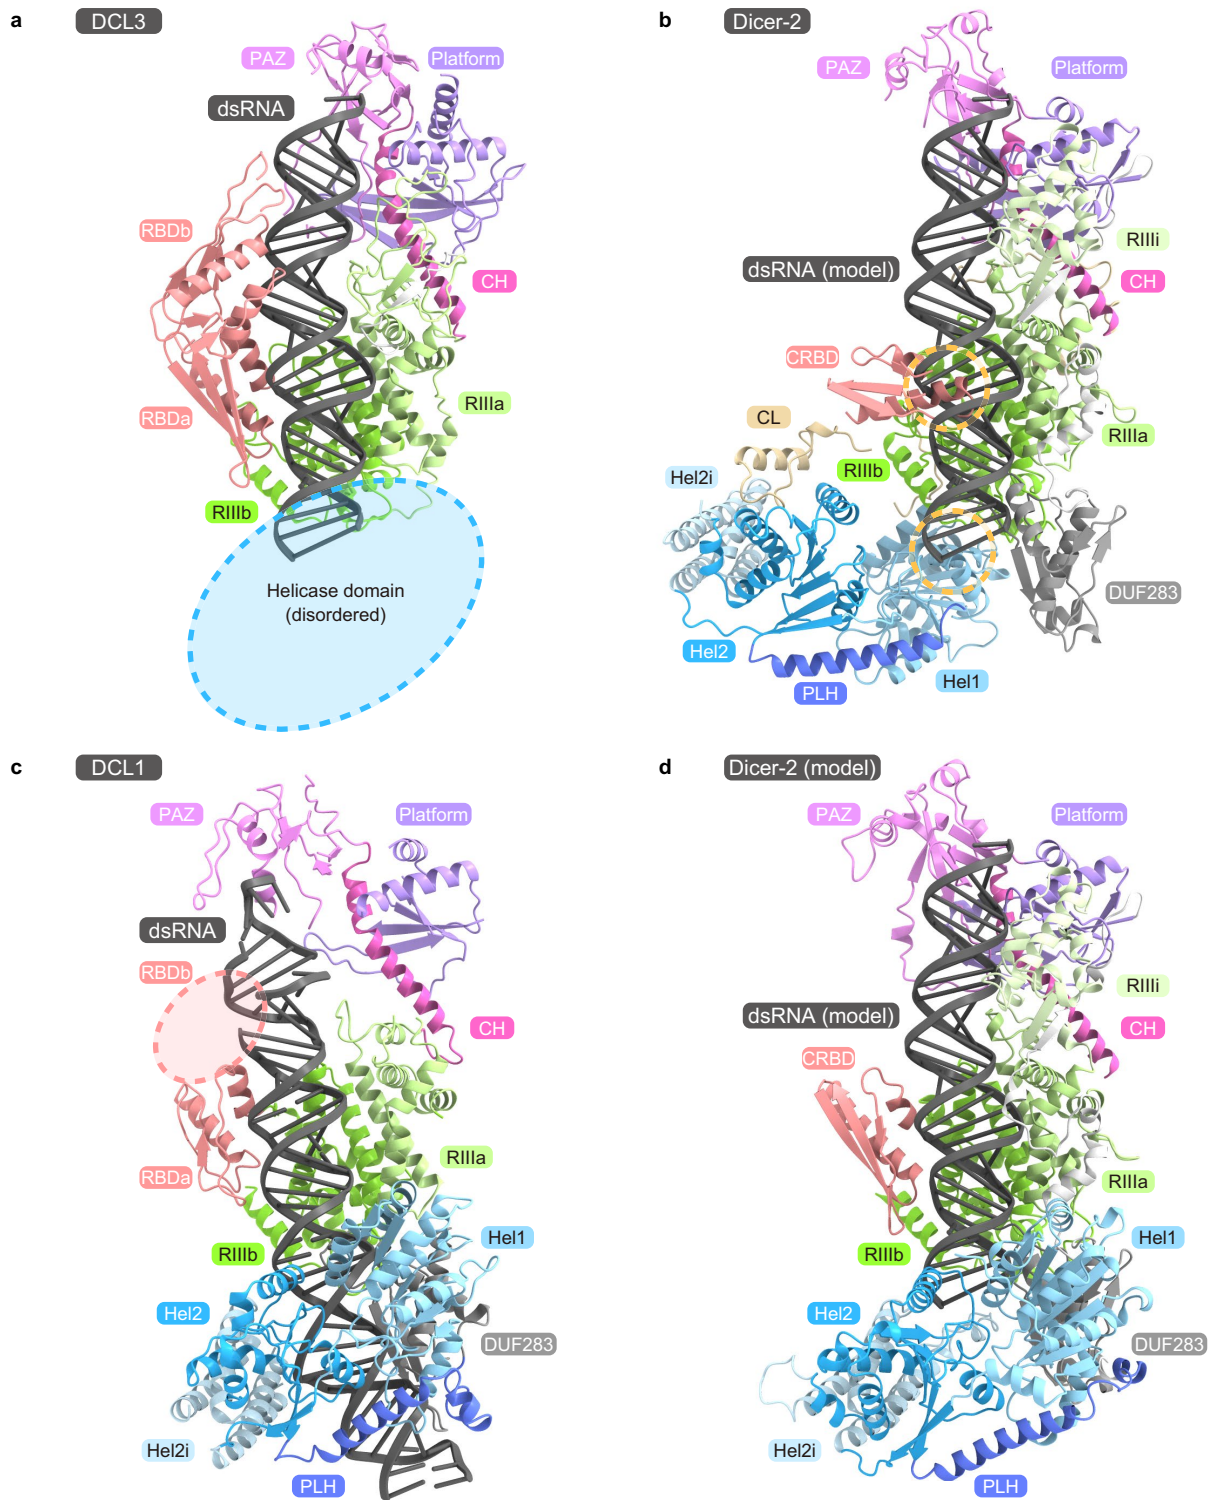 a
DCL3
PAZ
Platform
dsRNA
RBDb
CH
RBDa
RIIIa
RIIIb
Helicase domain
(disordered)
b
Dicer-2
PAZ
Platform
RIIIi
dsRNA (model)
CH
CRBD
CL
RIIIa
Hel2i
RIIIb
DUF283
Hel2
Hel1
PLH
c
DCL1
PAZ
Platform
dsRNA
RBDb
CH
RIIIa
RBDa
Hel1
RIIIb
Hel2
DUF283
Hel2i
PLH
d
Dicer-2 (model)
PAZ
Platform
RIIIi
dsRNA (model)
CH
CRBD
RIIIa
Hel1
RIIIb
Hel2
DUF283
Hel2i
PLH